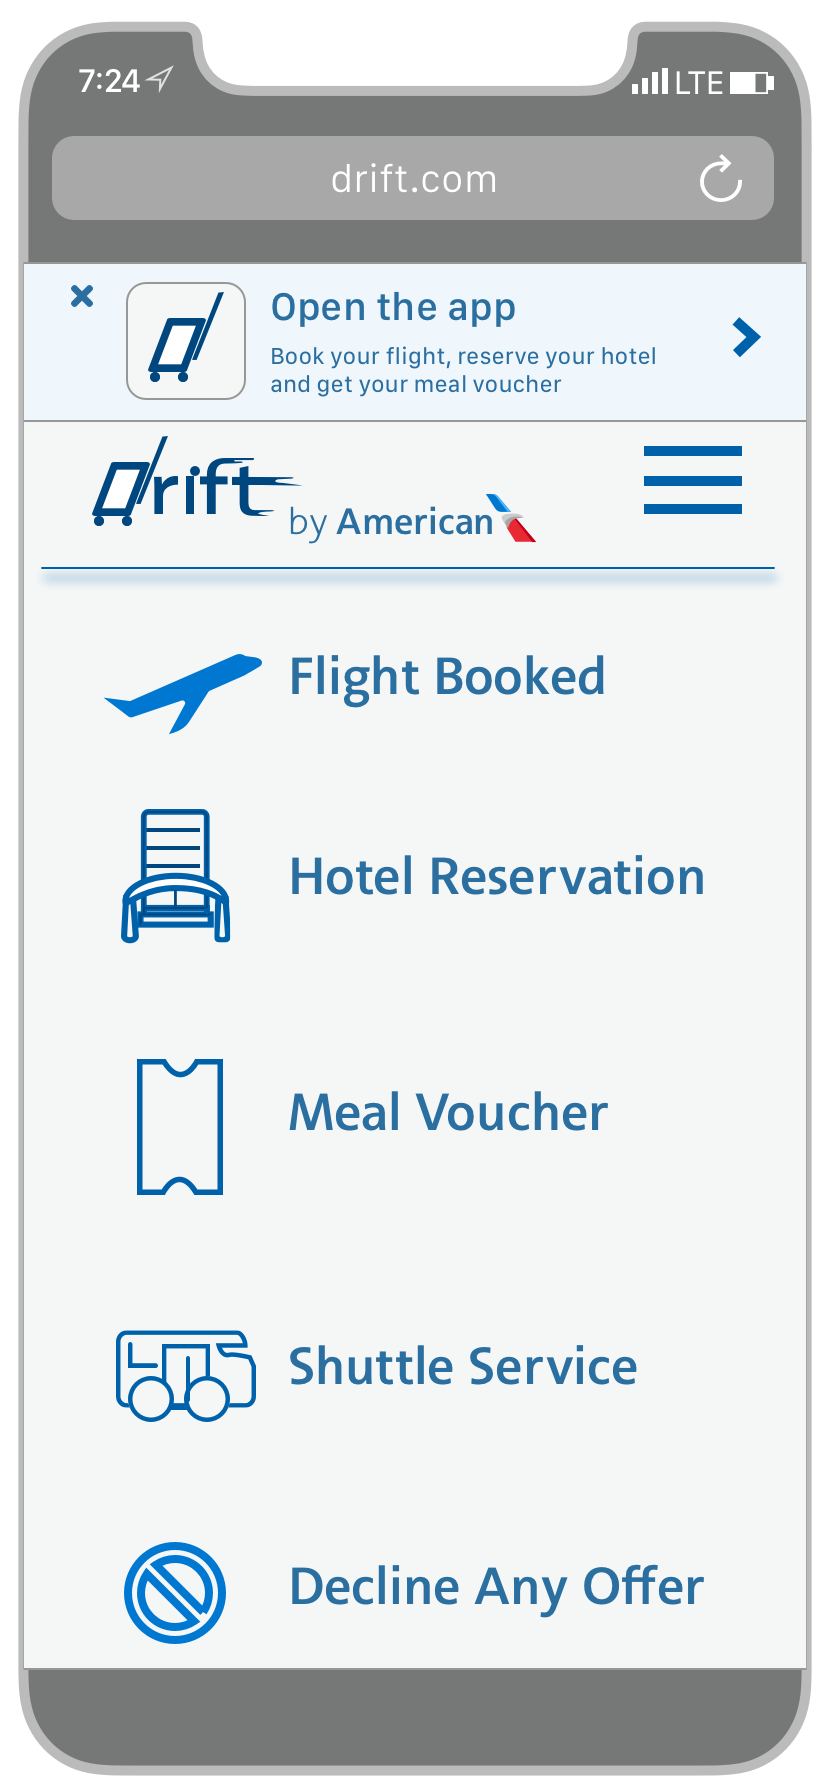 7:24 LTE
drift.com
Open the app
Book your flight, reserve your hotel
and get your meal voucher
drift
by American
Flight Booked
Hotel Reservation
Meal Voucher
Shuttle Service
Decline Any Offer